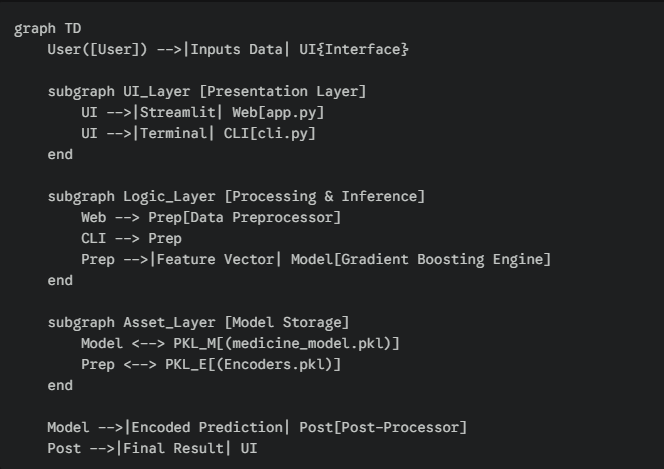 graph TD
    User([User]) -->|Inputs Data| UI{Interface}

    subgraph UI_Layer [Presentation Layer]
        UI -->|Streamlit| Web[app.py]
        UI -->|Terminal| CLI[cli.py]
    end

    subgraph Logic_Layer [Processing & Inference]
        Web --> Prep[Data Preprocessor]
        CLI --> Prep
        Prep -->|Feature Vector| Model[Gradient Boosting Engine]
    end

    subgraph Asset_Layer [Model Storage]
        Model <--> PKL_M[(medicine_model.pkl)]
        Prep <--> PKL_E[(Encoders.pkl)]
    end

    Model -->|Encoded Prediction| Post[Post-Processor]
    Post -->|Final Result| UI